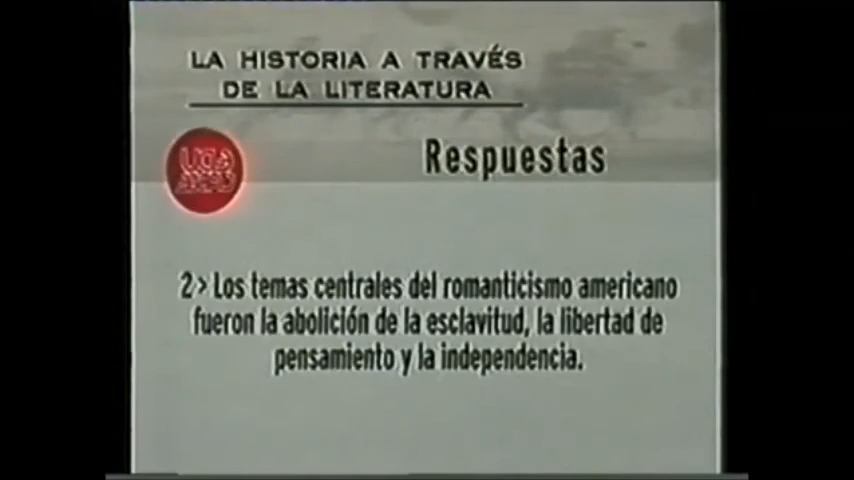 LA HISTORIA A TRAVÉS
DE LA LITERATURA
Respuestas
2> Los temas centrales del romanticismo americano
fueron la abolición de la esclavitud, la libertad de
pensamiento y la independencia.